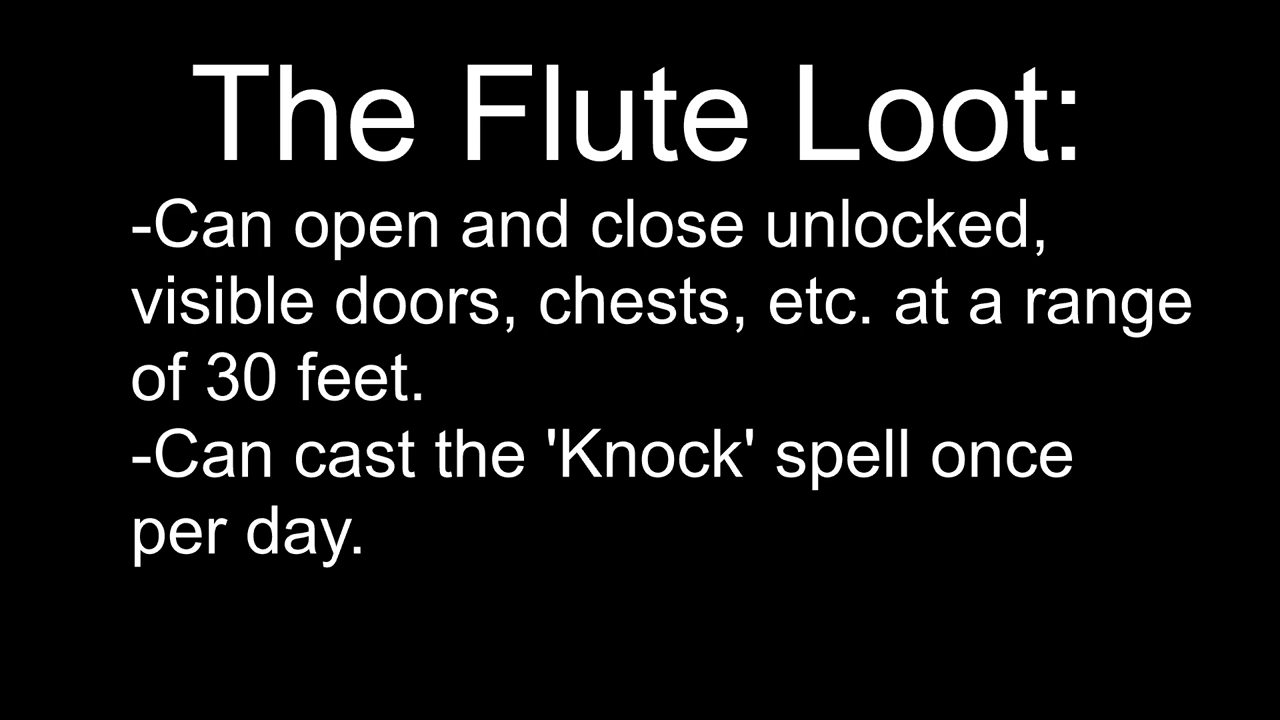 The Flute Loot:
-Can open and close unlocked,
visible doors, chests, etc. at a range
of 30 feet.
-Can cast the 'Knock' spell once
per day.